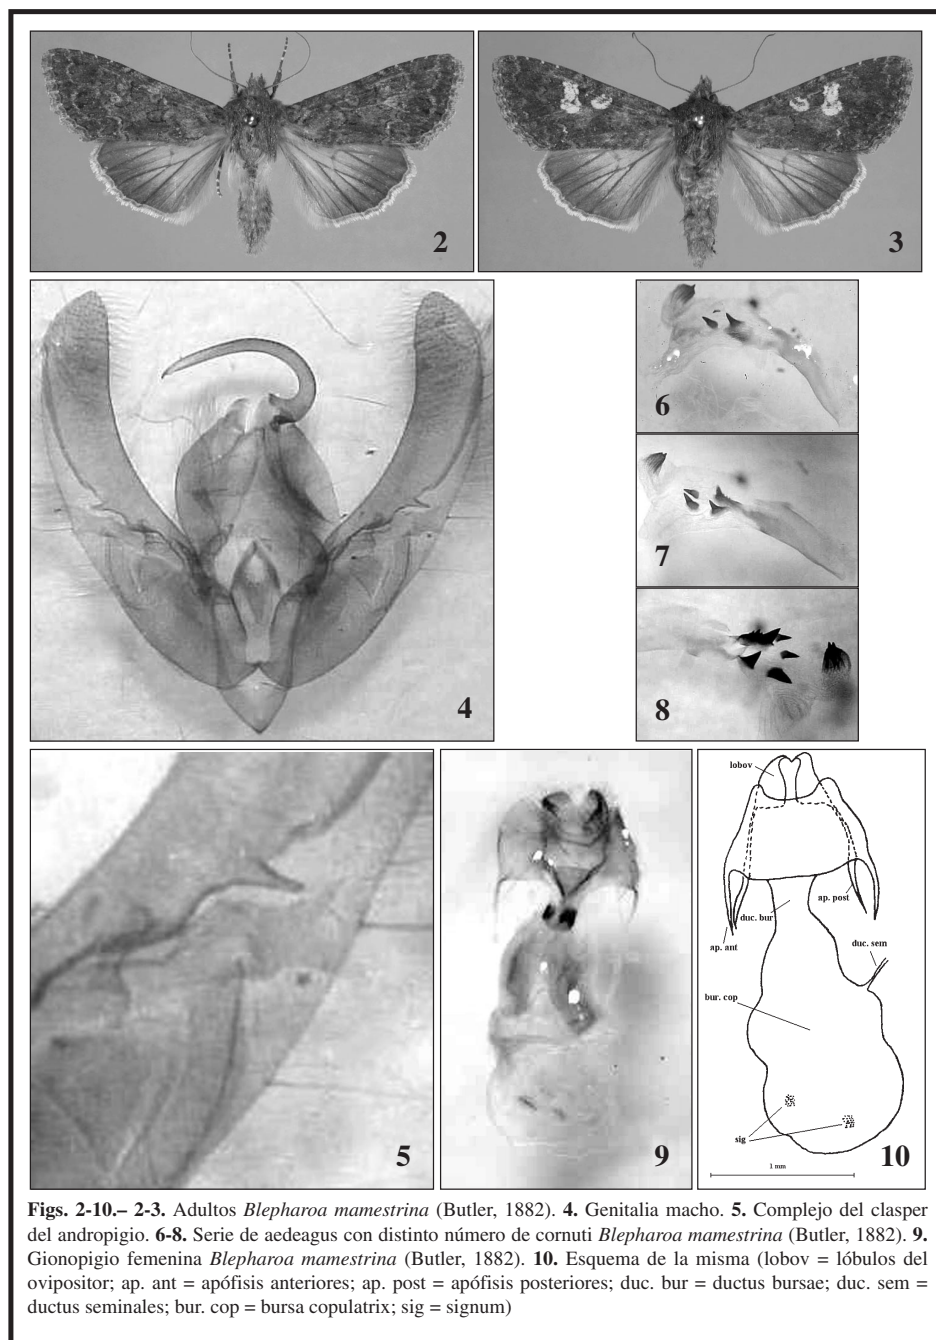 2
3
4
6
7
8
5
9
lobov
ap. post
duc. bur
ap. ant
duc. sem
bur. cop
sig
1 mm
10
Figs. 2-10.– 2-3. Adultos Blepharoa mamestrina (Butler, 1882). 4. Genitalia macho. 5. Complejo del clasper
del andropigio. 6-8. Serie de aedeagus con distinto número de cornuti Blepharoa mamestrina (Butler, 1882). 9.
Gionopigio femenina Blepharoa mamestrina (Butler, 1882). 10. Esquema de la misma (lobov = lóbulos del
ovipositor; ap. ant = apófisis anteriores; ap. post = apófisis posteriores; duc. bur = ductus bursae; duc. sem =
ductus seminales; bur. cop = bursa copulatrix; sig = signum)